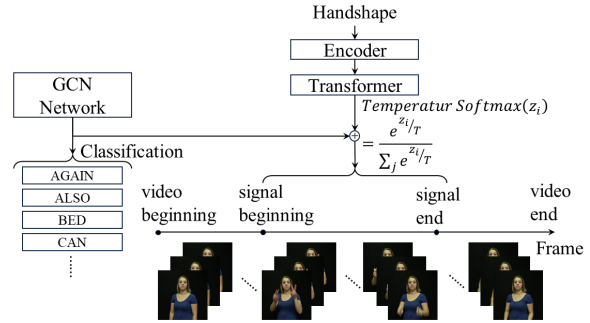 Handshape
Encoder
Transformer
GCN
Network
Temperatur Softmax(z_i)
= e^{z_i/T} / ∑_j e^{z_i/T}
Classification
AGAIN
ALSO
BED
CAN
video
beginning
signal
beginning
signal
end
video
end
Frame